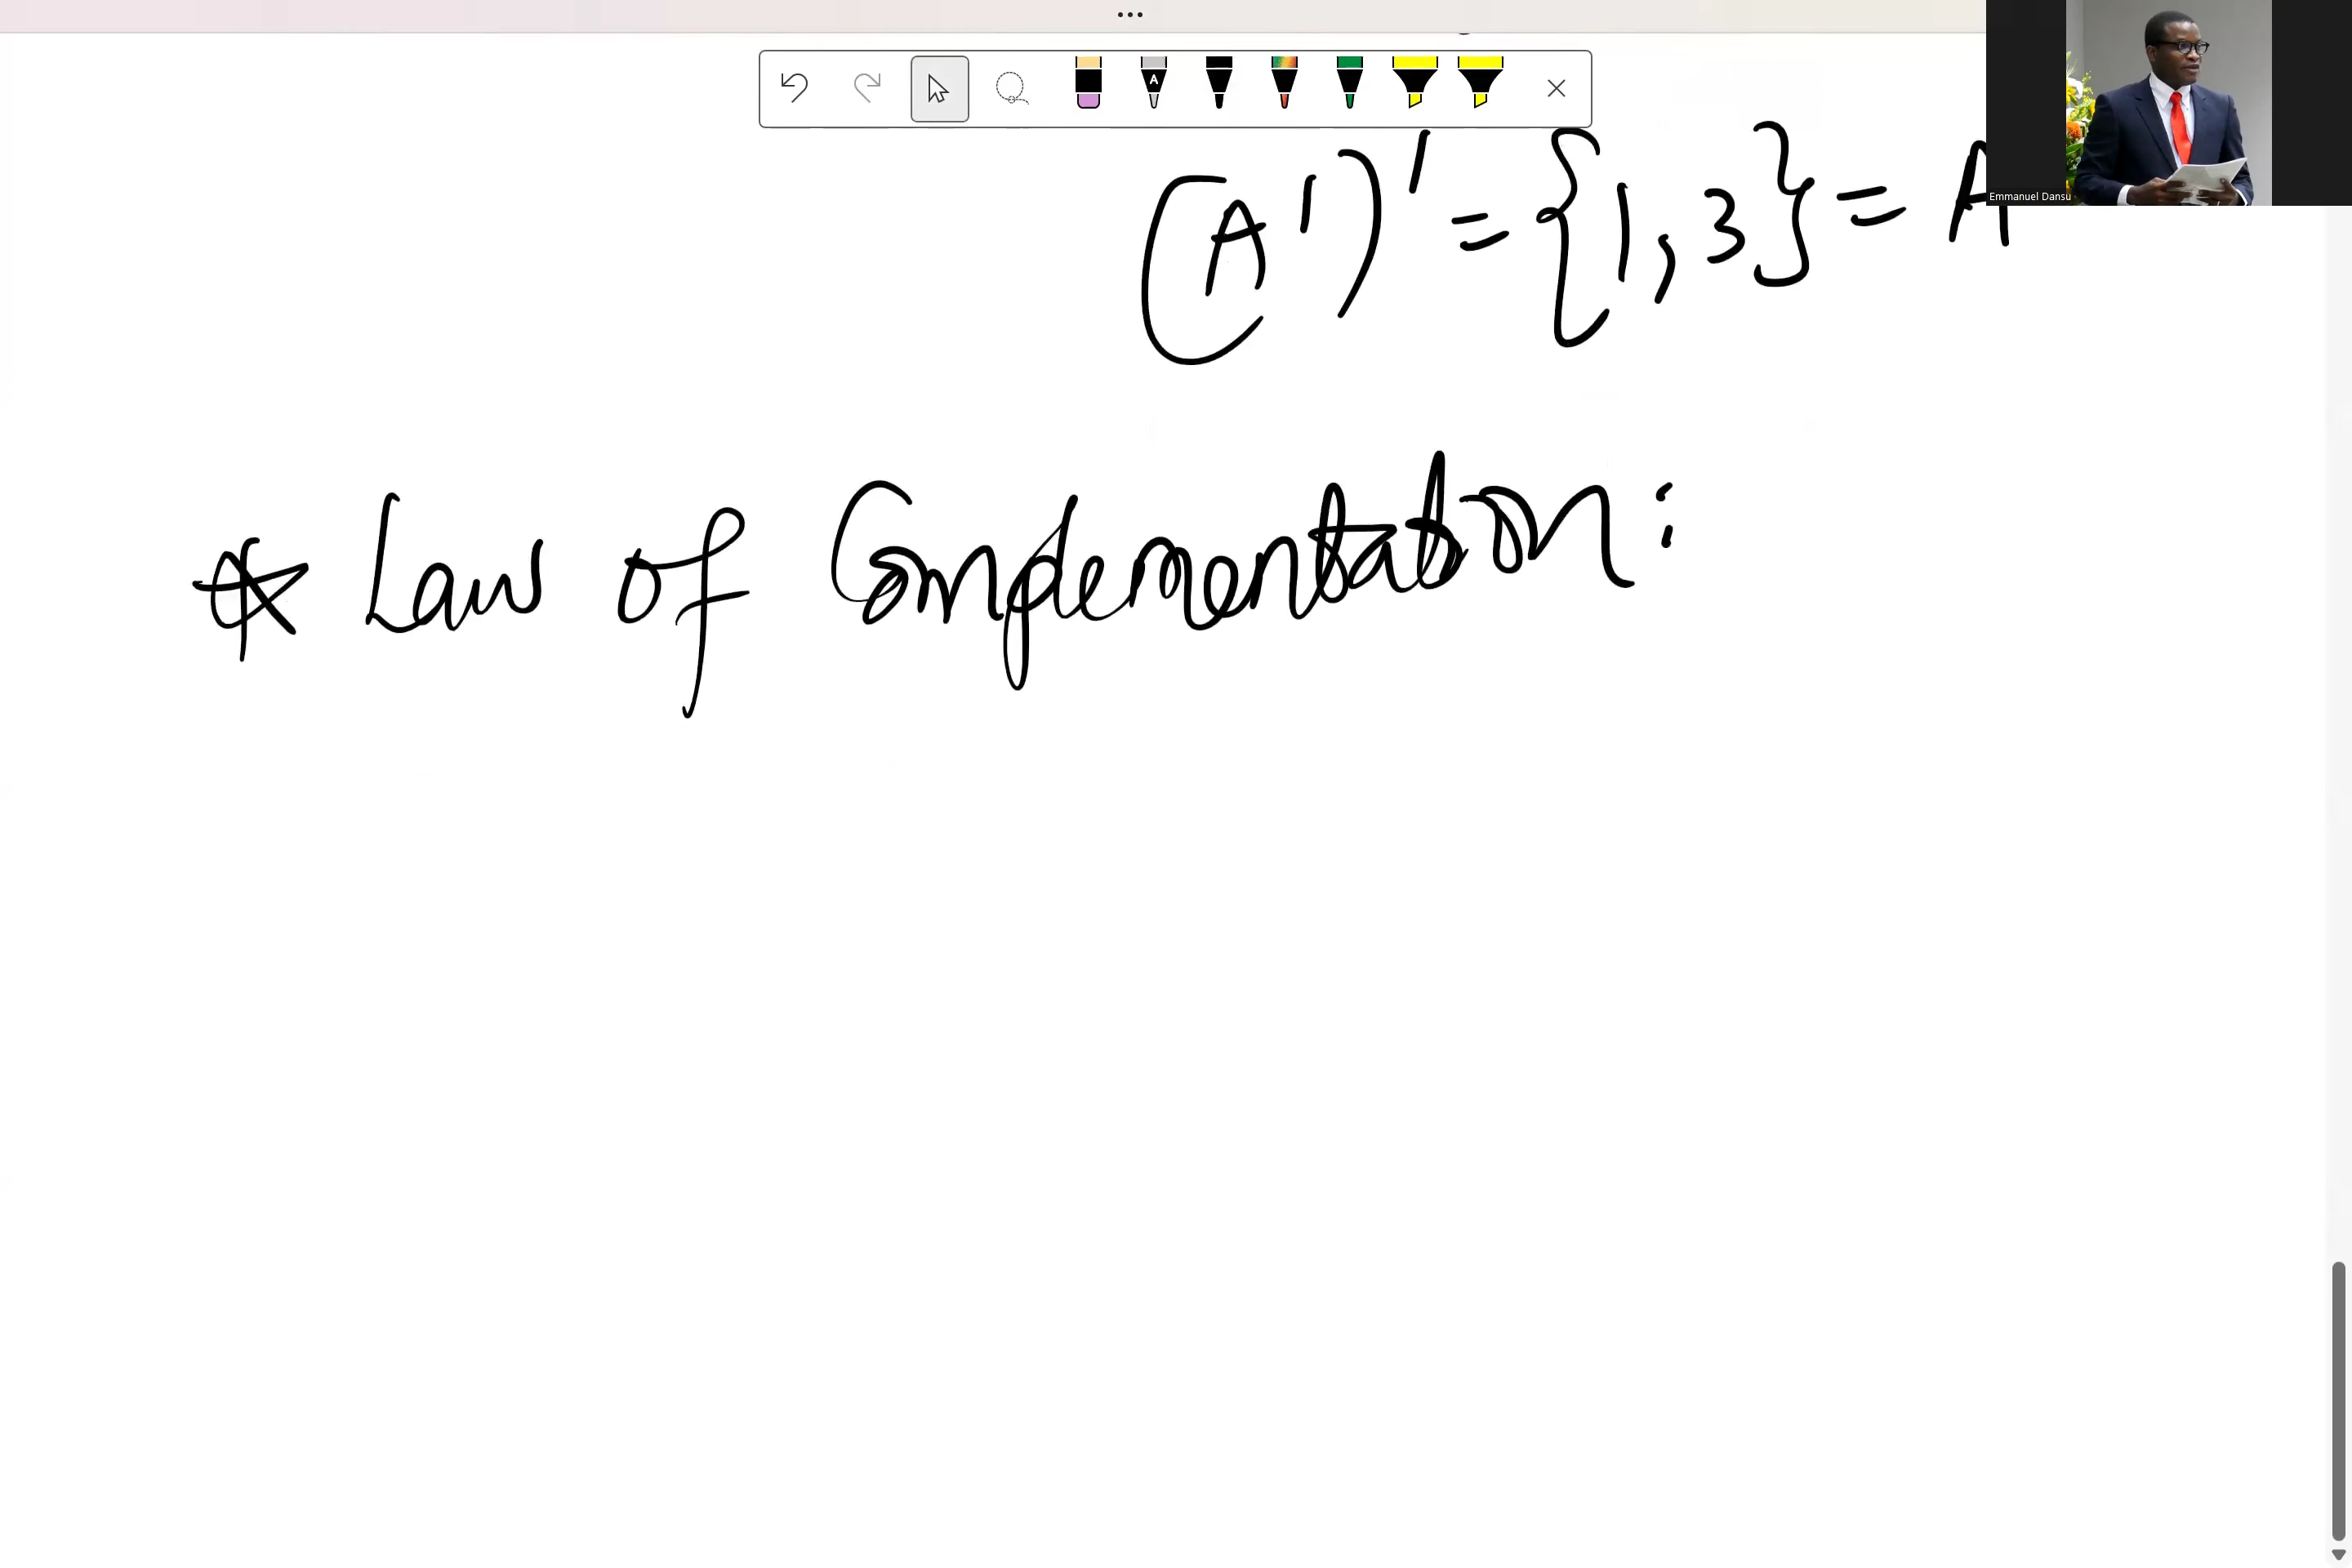 (A')' = {1, 3} = A
Emmanuel Dansu
* Law of Complementation: